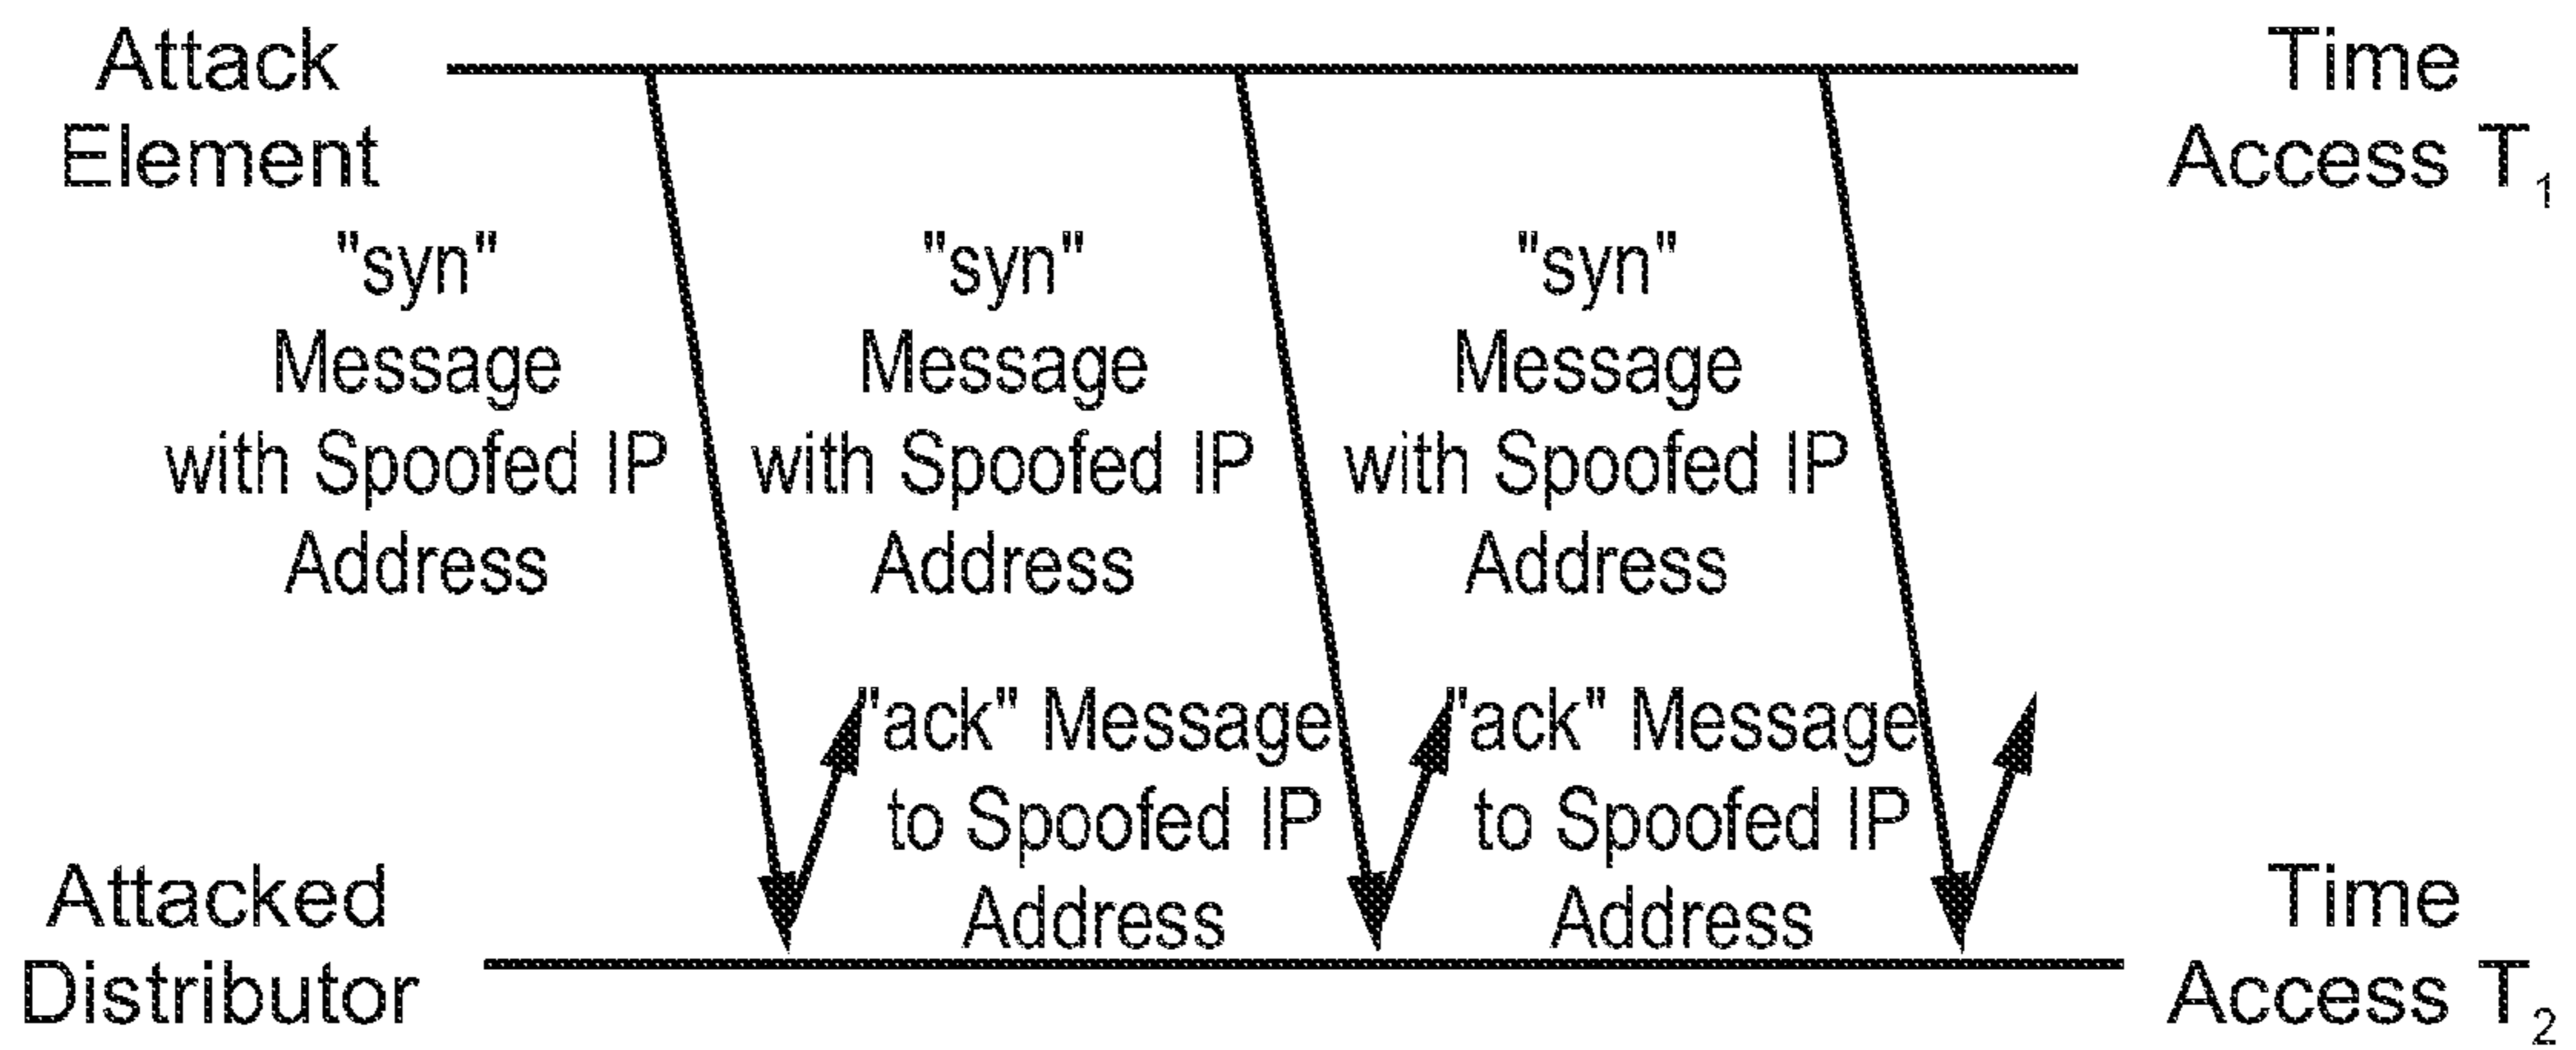 Attack
Element
Time
Access T1
"syn"
Message
with Spoofed IP
Address
"syn"
Message
with Spoofed IP
Address
"syn"
Message
with Spoofed IP
Address
"ack" Message
to Spoofed IP
Address
"ack" Message
to Spoofed IP
Address
Attacked
Distributor
Time
Access T2